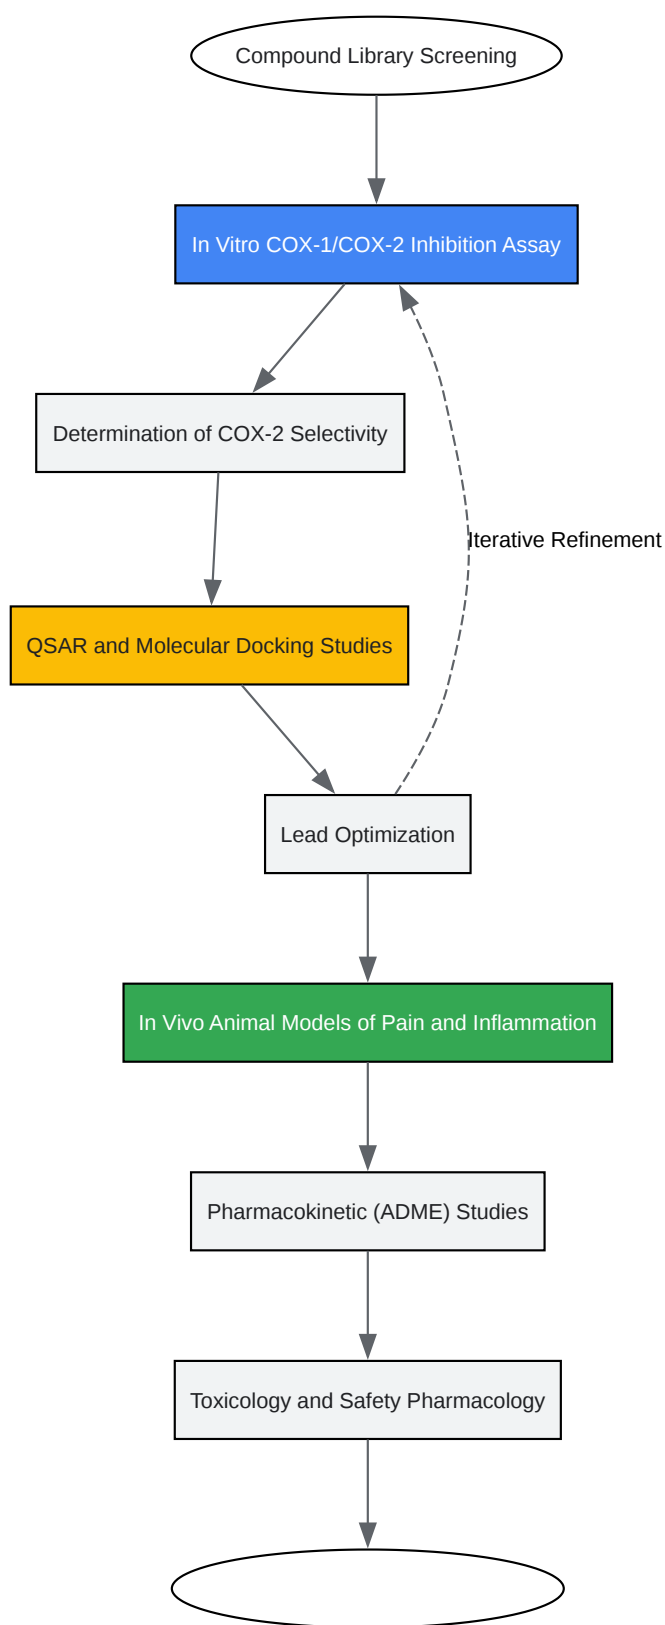 Compound Library Screening
In Vitro COX-1/COX-2 Inhibition Assay
Determination of COX-2 Selectivity
Iterative Refinement
QSAR and Molecular Docking Studies
Lead Optimization
In Vivo Animal Models of Pain and Inflammation
Pharmacokinetic (ADME) Studies
Toxicology and Safety Pharmacology